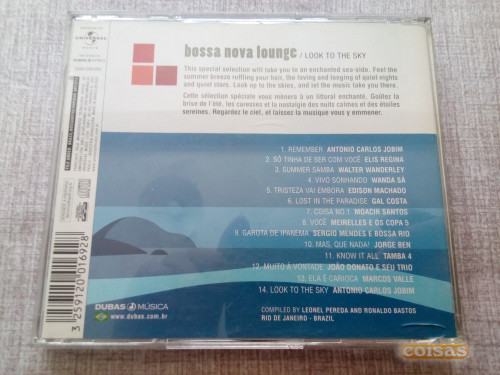 UNIVERSAL
bossa nova lounge / LOOK TO THE SKY
This special selection will take you to an enchanted sea-side. Feel the
summer breeze ruffling your hair, the loving and longing of quiet nights
and quiet stars. Look up to the skies, and let the music take you there.
Cette sélection spéciale vous mènera à un littoral enchanté. Goûtez la
brise de l'été, les caresses et la nostalgie des nuits calmes et des étoiles
sereines. Regardez le ciel, et laissez la musique vous y emmener.
1. REMEMBER ANTONIO CARLOS JOBIM
2. SÓ TINHA DE SER COM VOCÊ ELIS REGINA
3. SUMMER SAMBA WALTER WANDERLEY
4. VIVO SONHANDO WANDA SÁ
5. TRISTEZA VAI EMBORA EDISON MACHADO
6. LOST IN THE PARADISE GAL COSTA
7. COISA NO.1 MOACIR SANTOS
8. VOCÊ MEIRELLES E OS COPA 5
9. GAROTA DE IPANEMA SERGIO MENDES E BOSSA RIO
10. MAS, QUE NADA! JORGE BEN
11. KNOW IT ALL TAMBA 4
12. MUITO À VONTADE JOÃO DONATO E SEU TRIO
13. ELA É CARIOCA MARCOS VALLE
14. LOOK TO THE SKY ANTONIO CARLOS JOBIM
COMPILED BY LEONEL PEREDA AND RONALDO BASTOS
RIO DE JANEIRO - BRAZIL
DUBAS MÚSICA
www.dubas.com.br
3 259120 016928
coisas